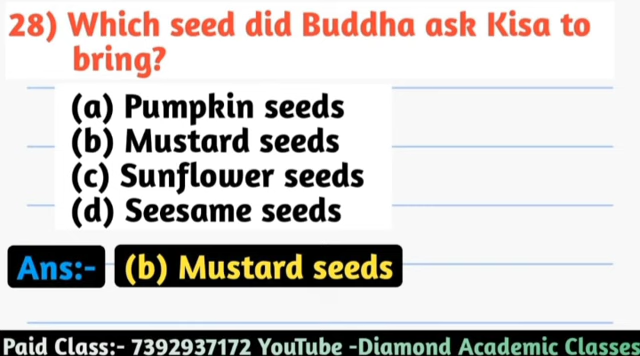 28) Which seed did Buddha ask Kisa to
bring?
(a) Pumpkin seeds
(b) Mustard seeds
(c) Sunflower seeds
(d) Seesame seeds
Ans:- (b) Mustard seeds
Paid Class:- 7392937172 YouTube -Diamond Academic Classes